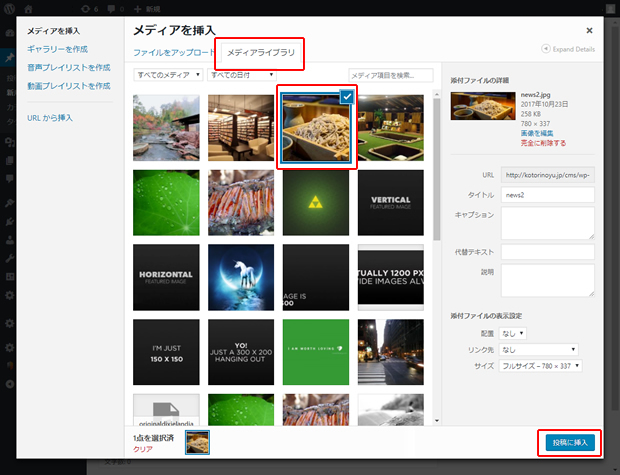 6
0
新規
メディアを挿入
ギャラリーを作成
音声プレイリストを作成
動画プレイリストを作成
URL から挿入
メディアを挿入
Expand Details
ファイルをアップロード
メディアライブラリ
すべてのメディア
すべての日付
メディア項目を検索...
VERTICAL
FEATURED IMAGE
HORIZONTAL
FEATURED IMAGE
AGE IS
500
TUALLY 1200 PX
VIDE IMAGES ALV
I'M JUST
150 X 150
YO!
JUST A 300 X 200
HANGING OUT
I AM WORTH LOVING
originaldixielandja
添付ファイルの詳細
news2.jpg
2017年10月23日
258 KB
780 × 337
画像を編集
完全に削除する
URL
http://kotorinoyu.jp/cms/wp-
タイトル
news2
キャプション
代替テキスト
説明
添付ファイルの表示設定
配置
なし
リンク先
なし
サイズ
フルサイズ – 780 × 337
1点を選択済
クリア
投稿に挿入